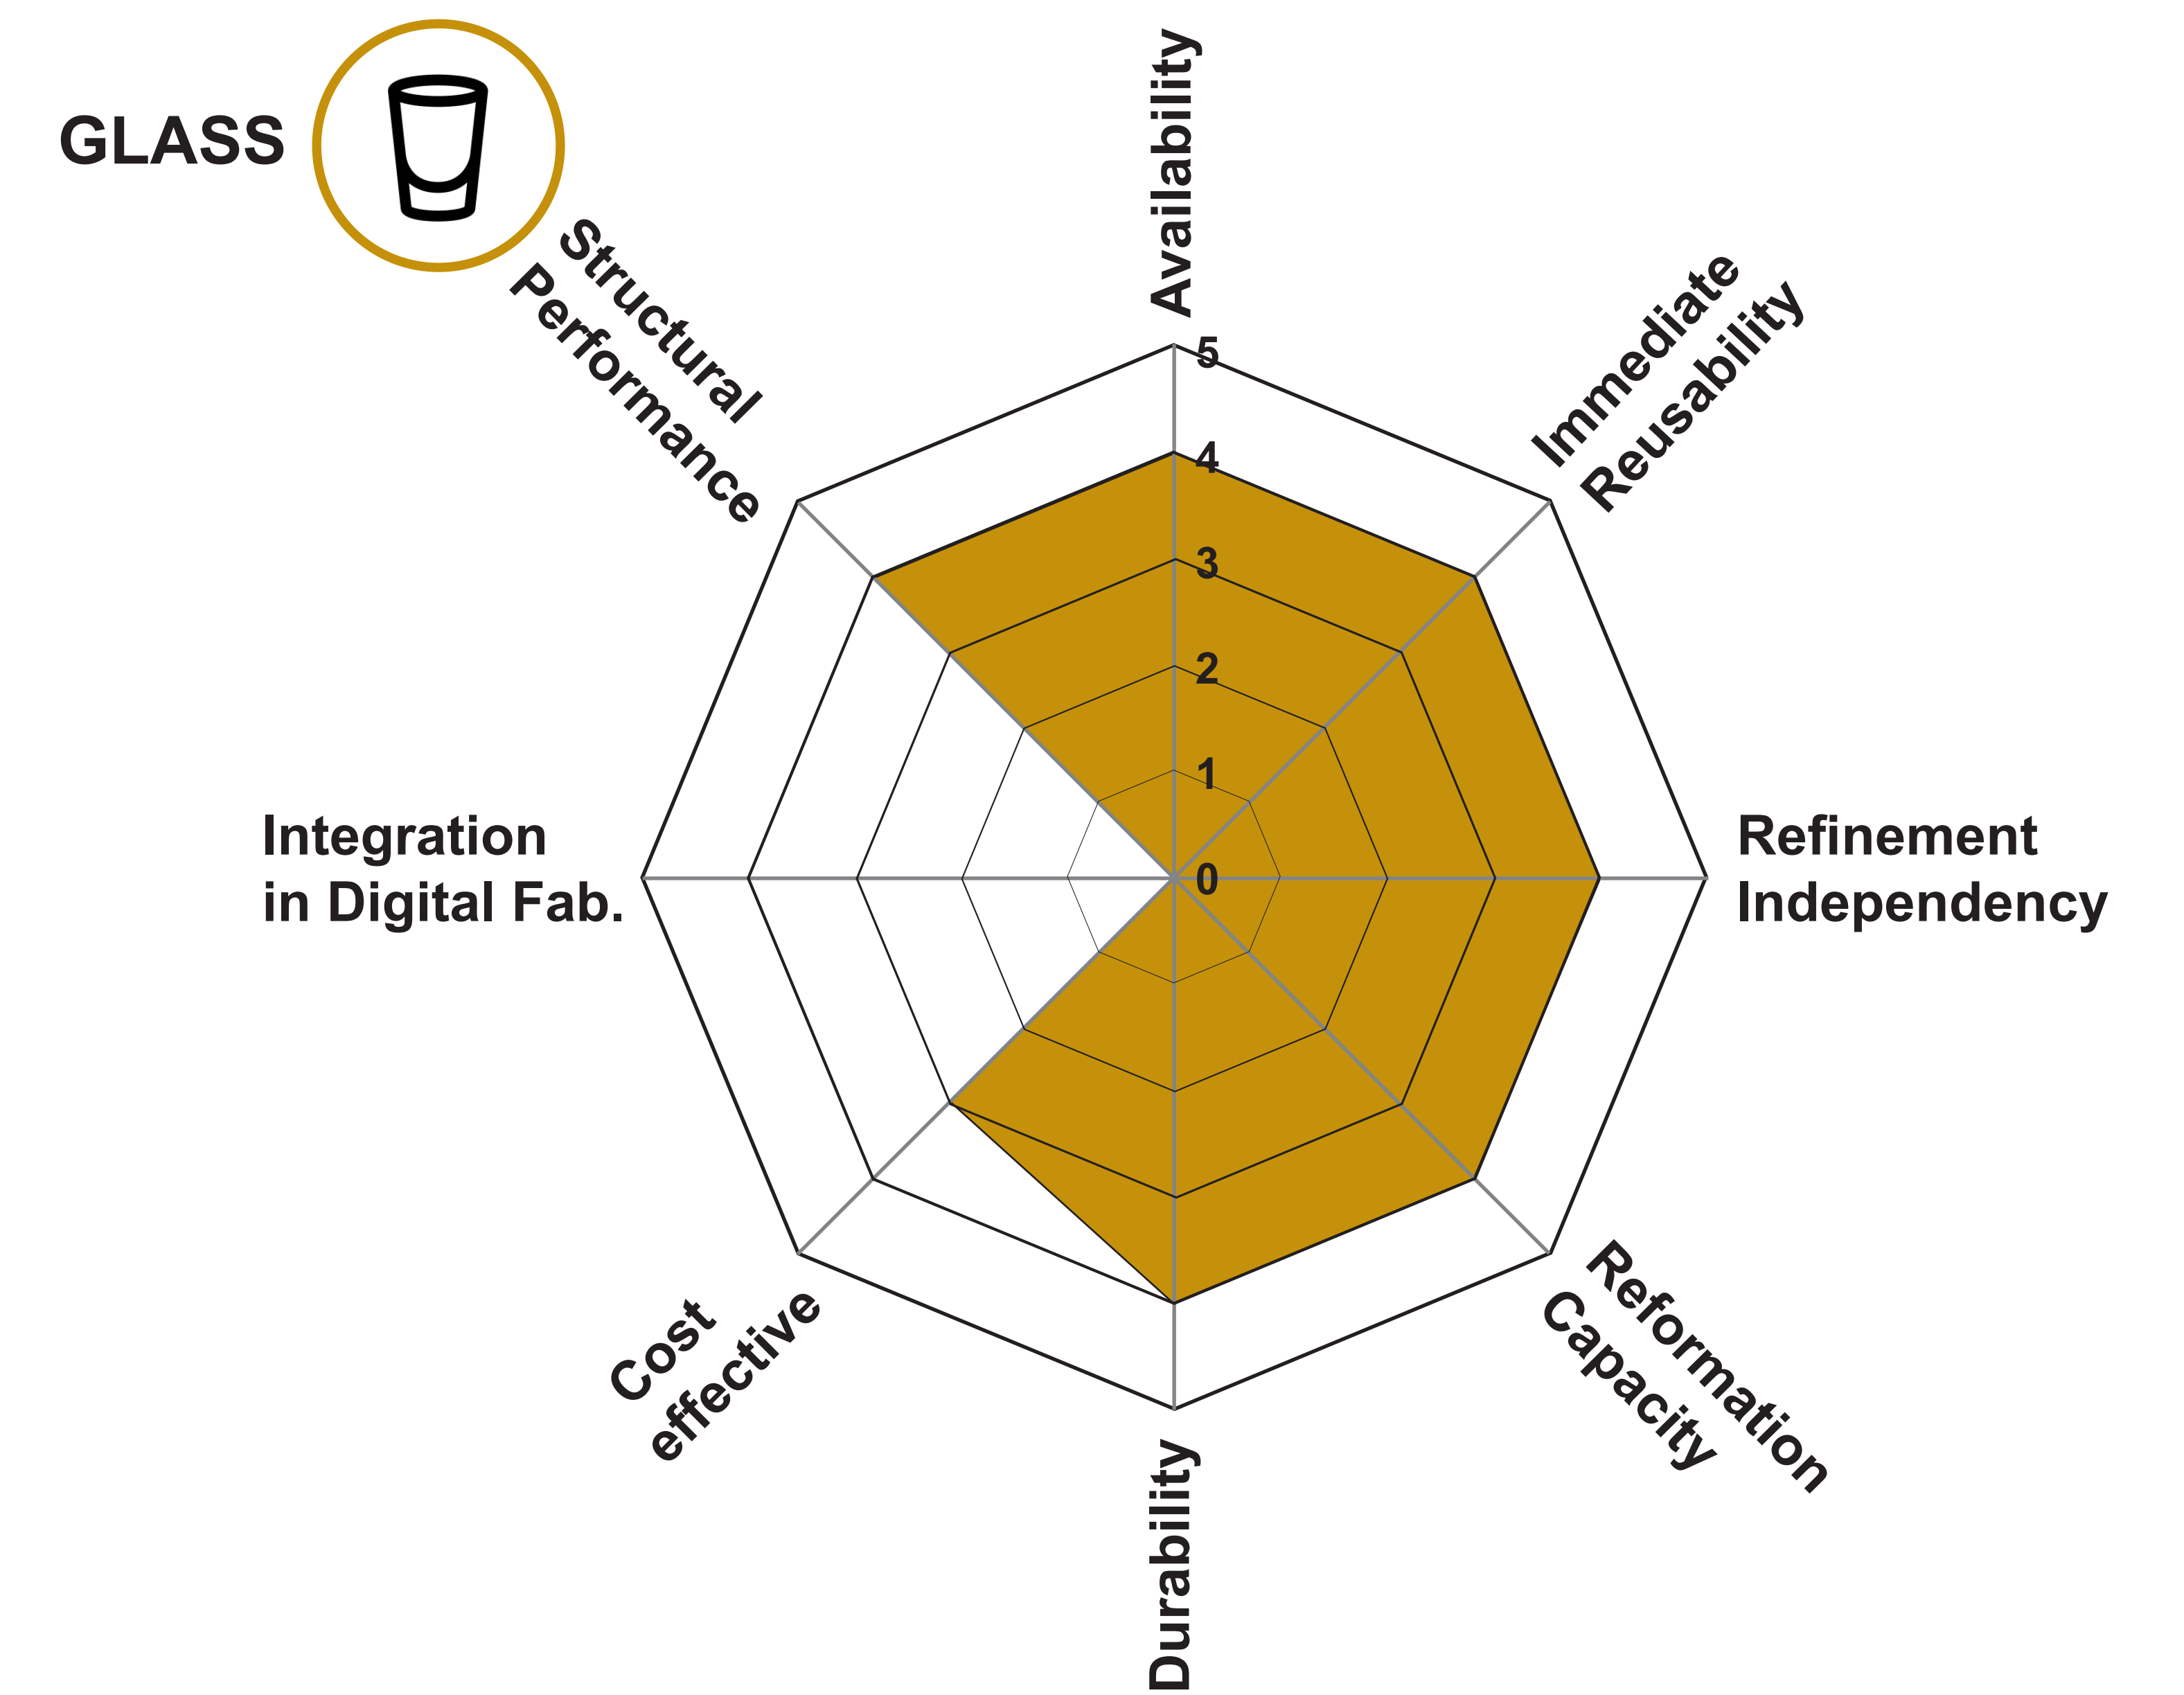 GLASS
Availability
Structural
Performance
Immediate
Reusability
5
4
3
2
1
0
Integration
in Digital Fab.
Refinement
Independency
Cost
effective
Reformation
Capacity
Durability